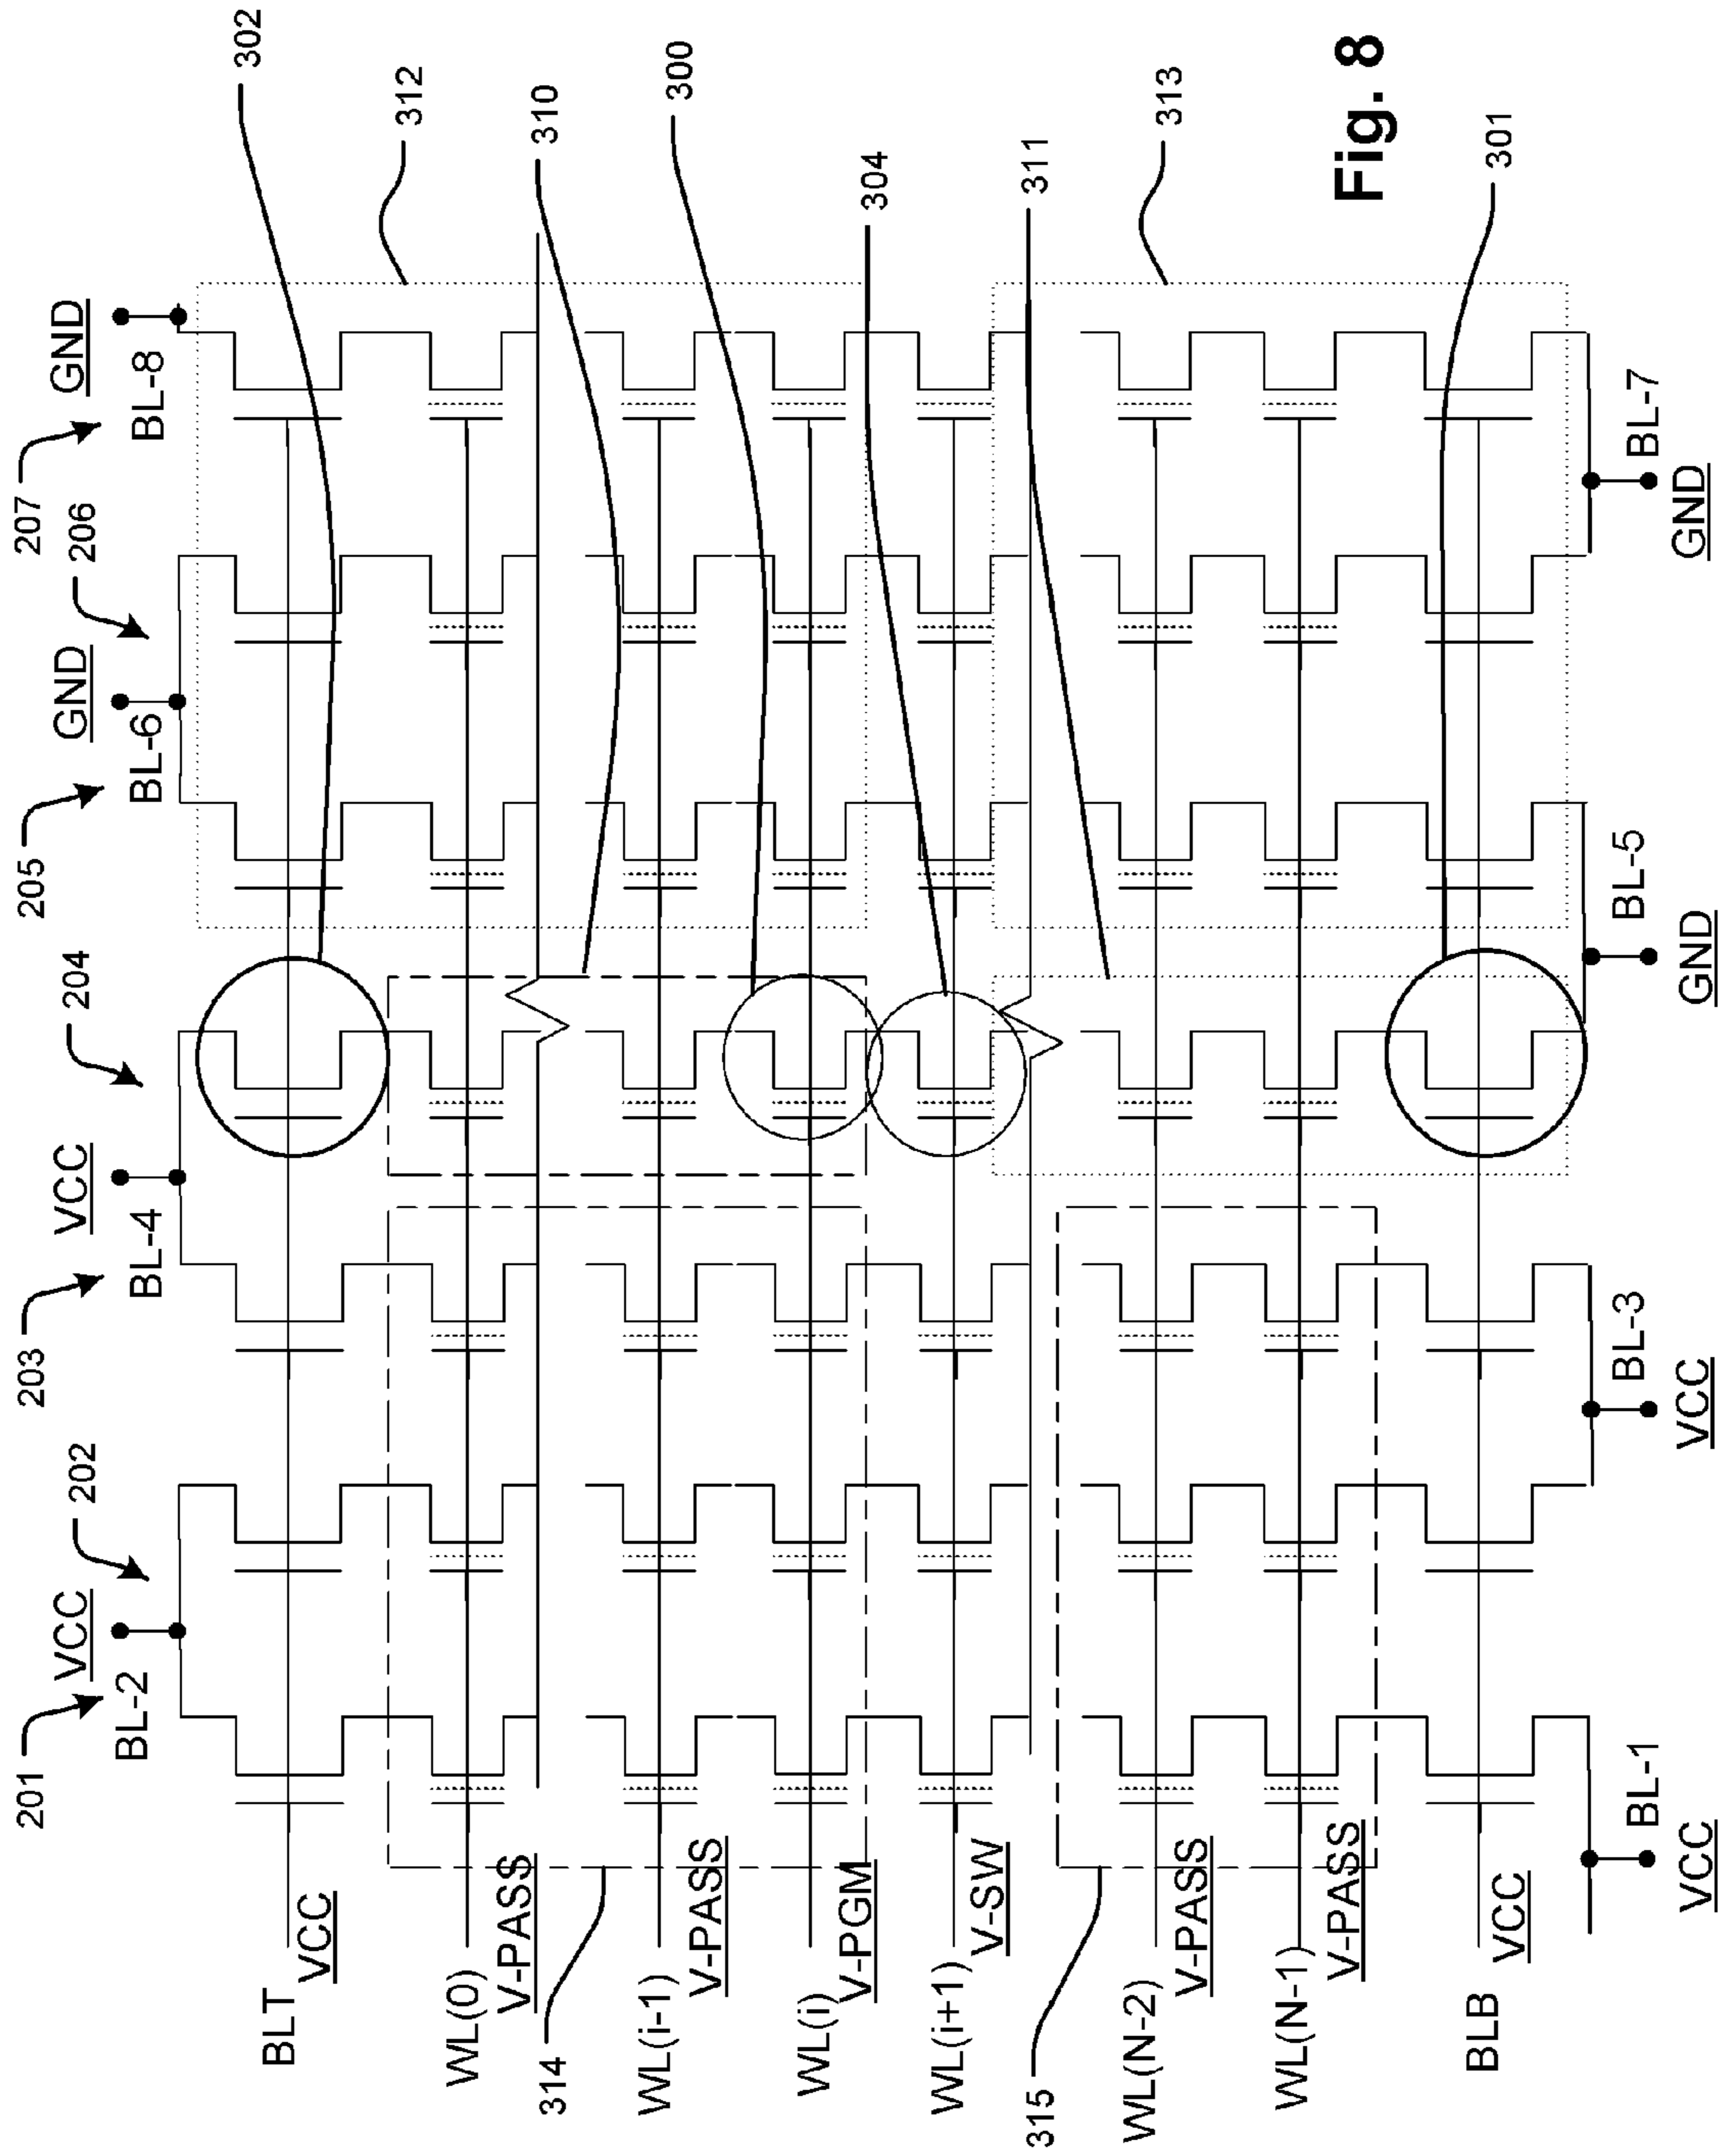 201
202
203
204
205
206
207
BL-2
VCC
BL-4
VCC
BL-6
GND
BL-8
GND
302
312
310
300
304
311
313
301
BLT
VCC
WL(0)
V-PASS
314
WL(i-1)
V-PASS
WL(i)
V-PGM
WL(i+1)
V-SW
315
WL(N-2)
V-PASS
WL(N-1)
V-PASS
BLB
VCC
BL-1
VCC
BL-3
VCC
BL-5
GND
BL-7
GND
Fig. 8